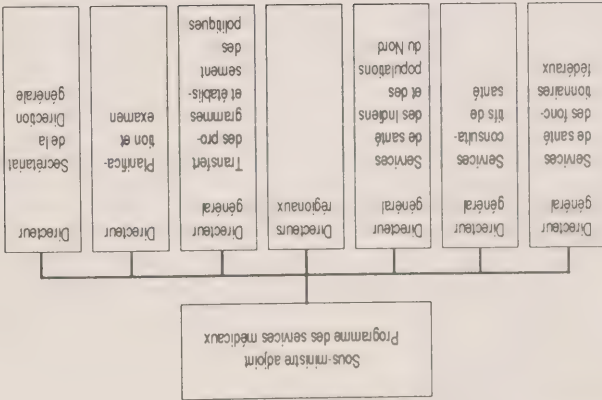 Sous-ministre adjoint
Programme des services médicaux
Directeur
général
Services
de santé
des fonc-
tionnaires
fédéraux
Directeur
général
Services
consulta-
tifs de
santé
Directeur
général
Services
de santé
des Indiens
et des
populations
du Nord
Directeurs
régionaux
Directeur
général
Transfert
des pro-
grammes
et établis-
sement
des
politiques
Directeur
Planifica-
tion et
examen
Directeur
Secrétariat
de la
Direction
générale